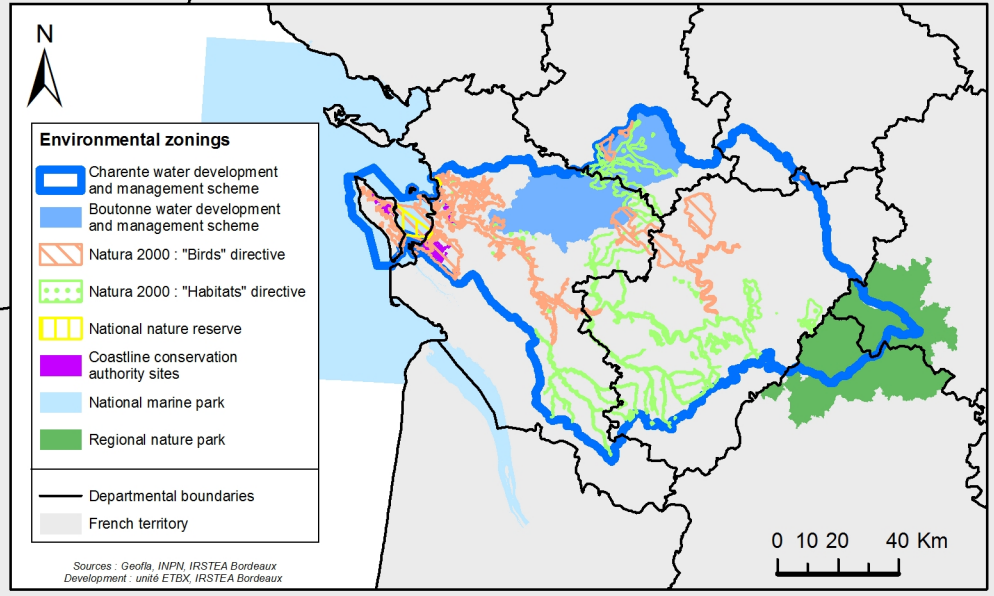 N
Environmental zonings
Charente water development
and management scheme
Boutonne water development
and management scheme
Natura 2000 : "Birds" directive
Natura 2000 : "Habitats" directive
National nature reserve
Coastline conservation
authority sites
National marine park
Regional nature park
Departmental boundaries
French territory
Sources : Geofla, INPN, IRSTEA Bordeaux
Development : unité ETBX, IRSTEA Bordeaux
0 10 20 40 Km